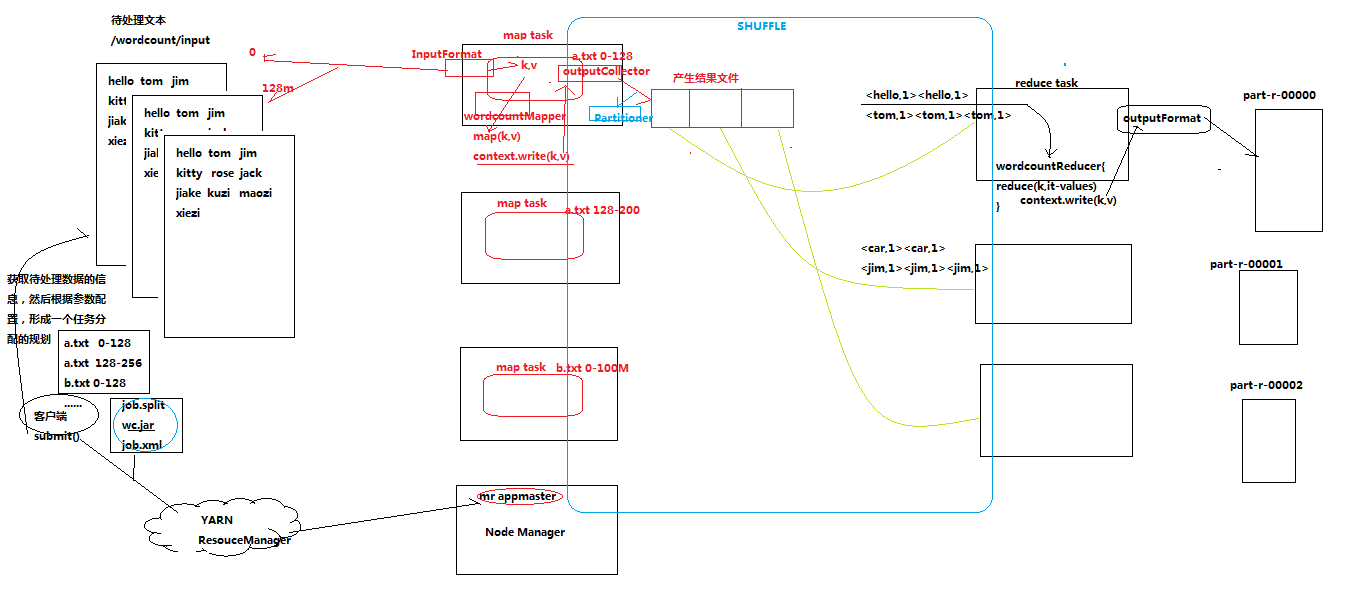 待处理文本
/wordcount/input
hello tom jim
jiak
hello tom jim
hello tom jim
kitty rose jack
jiake kuzi maozi
xiezi
获取待处理数据的信
息，然后根据参数配
置，形成一个任务分
配的规划
a.txt 0-128
a.txt 128-256
b.txt 0-128
......
客户端
submit()
job.split
wc.jar
job.xml
YARN
ResouceManager
0
128m
InputFormat
map task
k,v
a.txt 0-128
outputCollector
wordcountMapper
Partitioner
map(k,v)
context.write(k,v)
产生结果文件
map task
a.txt 128-200
map task
b.txt 0-100M
mr appmaster
Node Manager
SHUFFLE
<hello,1><hello,1>
<tom,1><tom,1><tom,1>
<car,1><car,1>
<jim,1><jim,1><jim,1>
reduce task
wordcountReducer{
reduce(k,it-values)
context.write(k,v)
}
outputFormat
part-r-00000
part-r-00001
part-r-00002